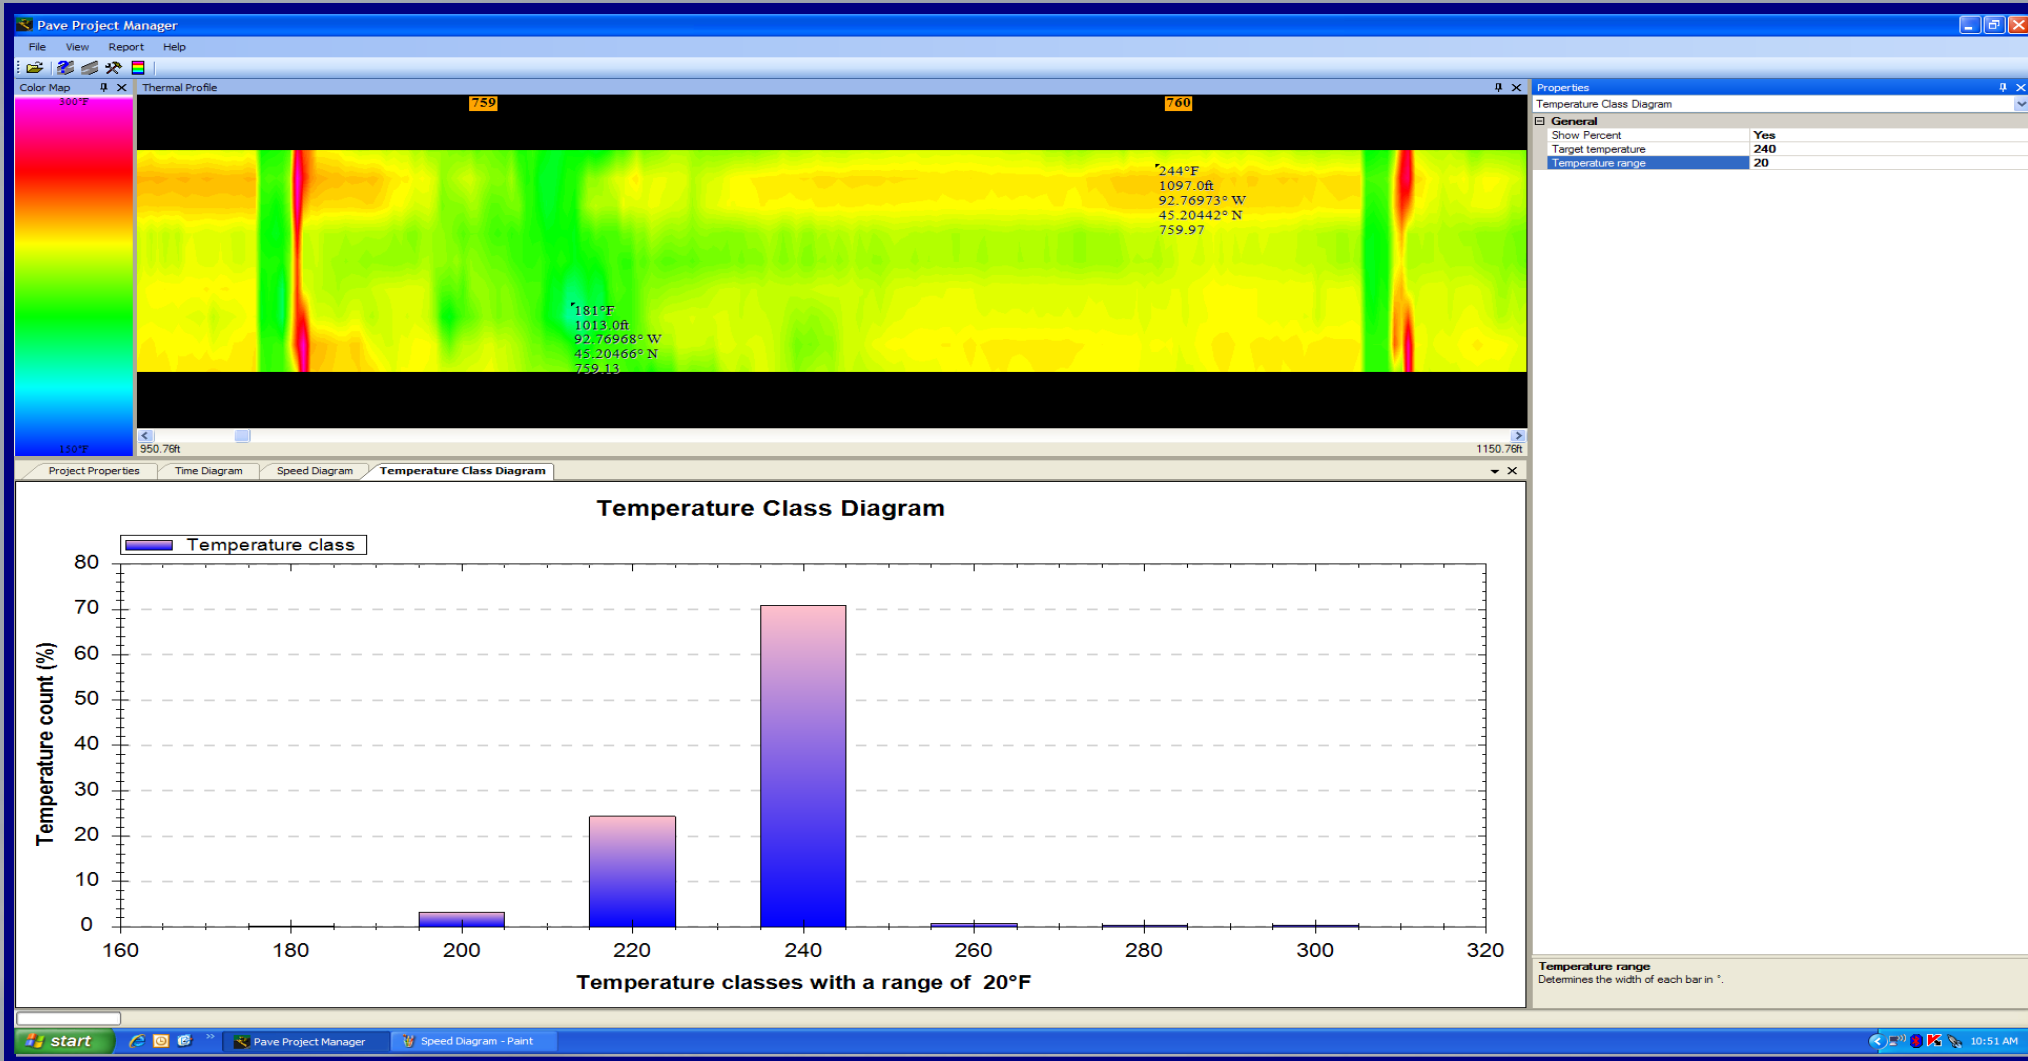 Pave Project Manager
File View Report Help
Color Map
300°F
150°F
Thermal Profile
759
760
244°F
1097.0ft
92.76973° W
45.20442° N
759.97
181°F
1013.0ft
92.76968° W
45.20466° N
759.13
950.76ft
1150.76ft
Properties
Temperature Class Diagram
General
Show Percent Yes
Target temperature 240
Temperature range 20
Project Properties Time Diagram Speed Diagram Temperature Class Diagram
Temperature Class Diagram
Temperature class
Temperature count (%)
80
70
60
50
40
30
20
10
0
160 180 200 220 240 260 280 300 320
Temperature classes with a range of 20°F
Temperature range
Determines the width of each bar in °.
start
Pave Project Manager
Speed Diagram - Paint
10:51 AM